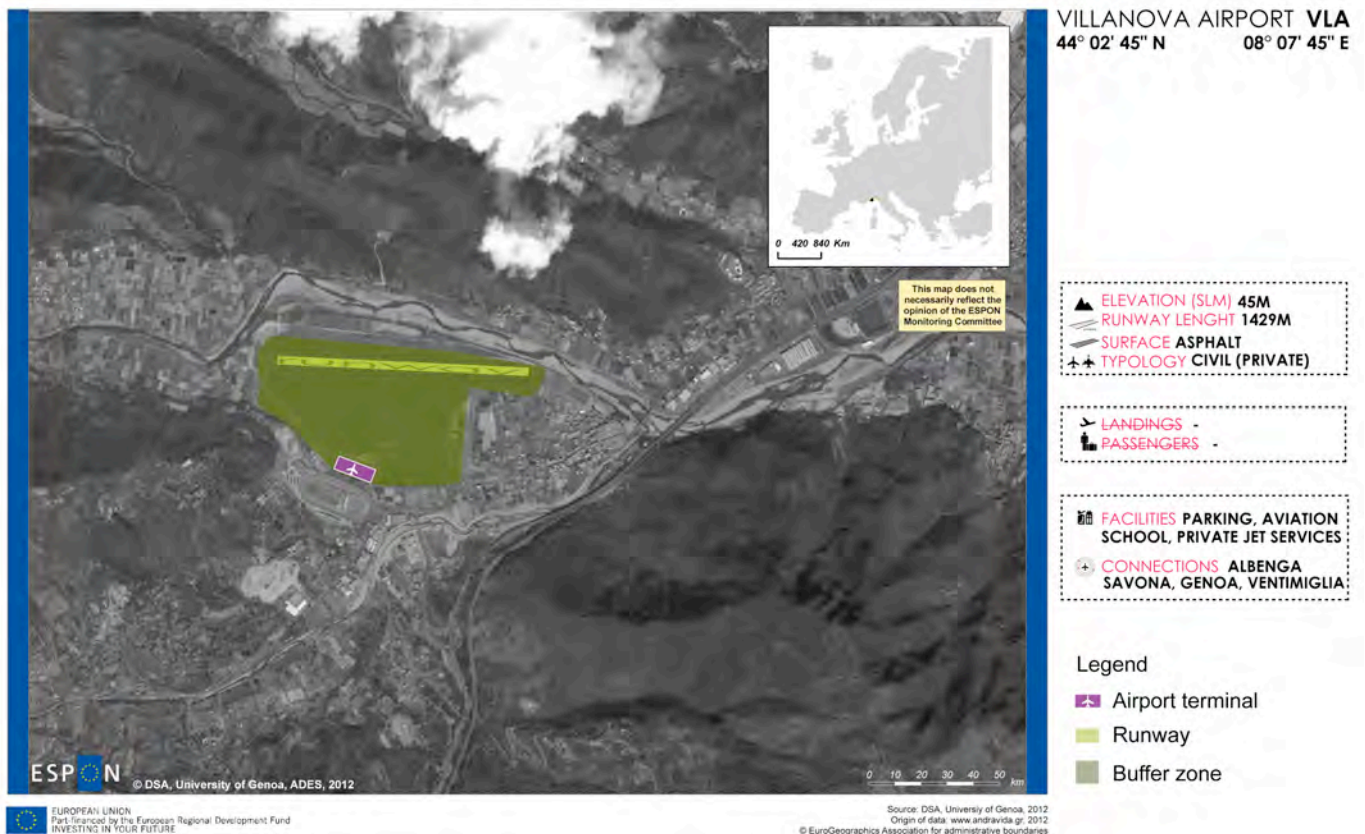 VILLANOVA AIRPORT VLA
44° 02' 45" N 08° 07' 45" E
0 420 840 Km
This map does not
necessarily reflect the
opinion of the ESPON
Monitoring Committee
ELEVATION (SLM) 45M
RUNWAY LENGHT 1429M
SURFACE ASPHALT
TYPOLOGY CIVIL (PRIVATE)
LANDINGS -
PASSENGERS -
FACILITIES PARKING, AVIATION
SCHOOL, PRIVATE JET SERVICES
CONNECTIONS ALBENGA
SAVONA, GENOA, VENTIMIGLIA
Legend
Airport terminal
Runway
Buffer zone
ESPON
© DSA, University of Genoa, ADES, 2012
0 10 20 30 40 50 km
EUROPEAN UNION
Part-financed by the European Regional Development Fund
INVESTING IN YOUR FUTURE
Source: DSA, Universiy of Genoa, 2012
Origin of data: www.andravida.gr, 2012
© EuroGeographics Association for administrative boundaries